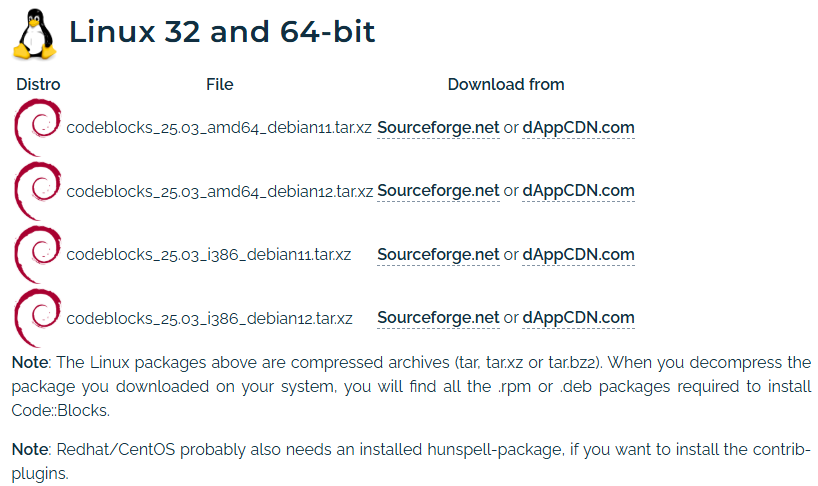 Linux 32 and 64-bit
Distro File Download from
codeblocks_25.03_amd64_debian11.tar.xz Sourceforge.net or dAppCDN.com
codeblocks_25.03_amd64_debian12.tar.xz Sourceforge.net or dAppCDN.com
codeblocks_25.03_i386_debian11.tar.xz Sourceforge.net or dAppCDN.com
codeblocks_25.03_i386_debian12.tar.xz Sourceforge.net or dAppCDN.com
Note: The Linux packages above are compressed archives (tar, tar.xz or tar.bz2). When you decompress the
package you downloaded on your system, you will find all the .rpm or .deb packages required to install
Code::Blocks.
Note: Redhat/CentOS probably also needs an installed hunspell-package, if you want to install the contrib-
plugins.